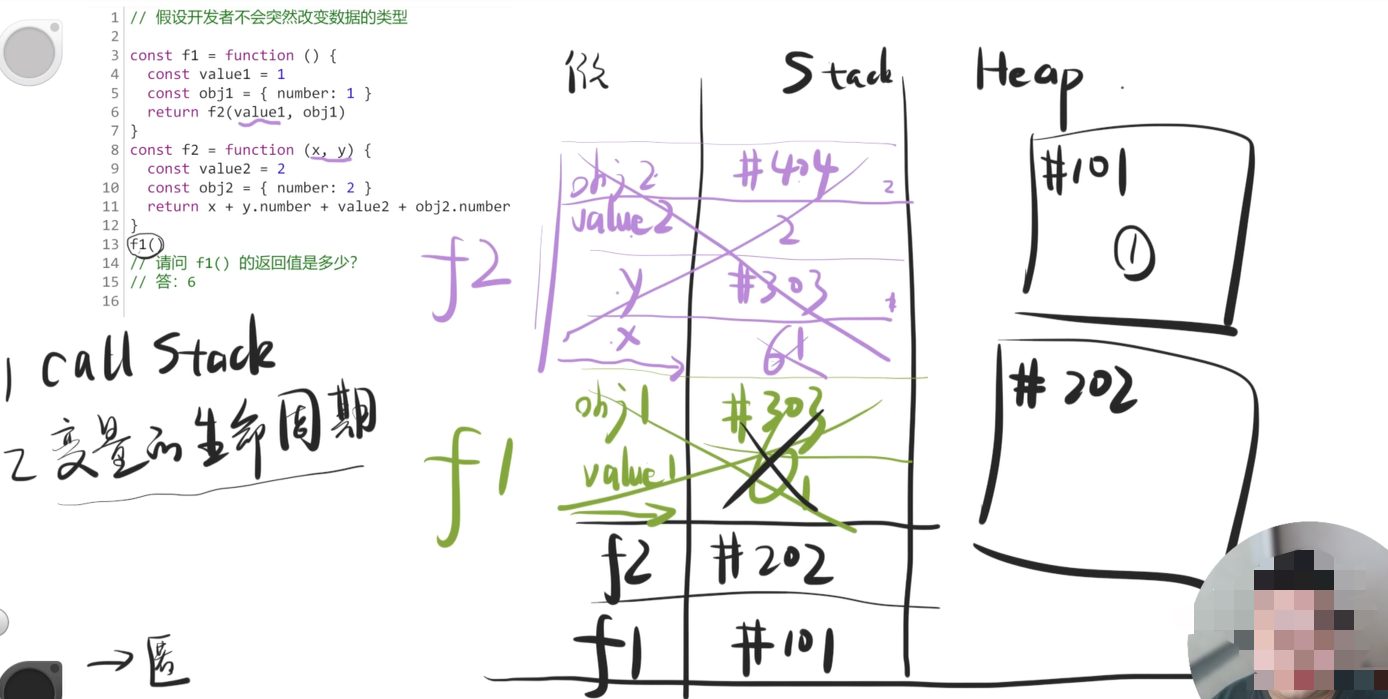 1 // 假设开发者不会突然改变数据的类型
2
3 const f1 = function () {
4 const value1 = 1
5 const obj1 = { number: 1 }
6 return f2(value1, obj1)
7 }
8 const f2 = function (x, y) {
9 const value2 = 2
10 const obj2 = { number: 2 }
11 return x + y.number + value2 + obj2.number
12 }
13 f1()
14 // 请问 f1() 的返回值是多少?
15 // 答: 6
16
1 call Stack
2 变量的生命周期
→ 匿
Stack
Heap
f2
obj2 #404 2
value2 2
y #303
x 6 1
f1
obj1 #303
value1 1
f2 #202
f1 #101
#101
①
#202